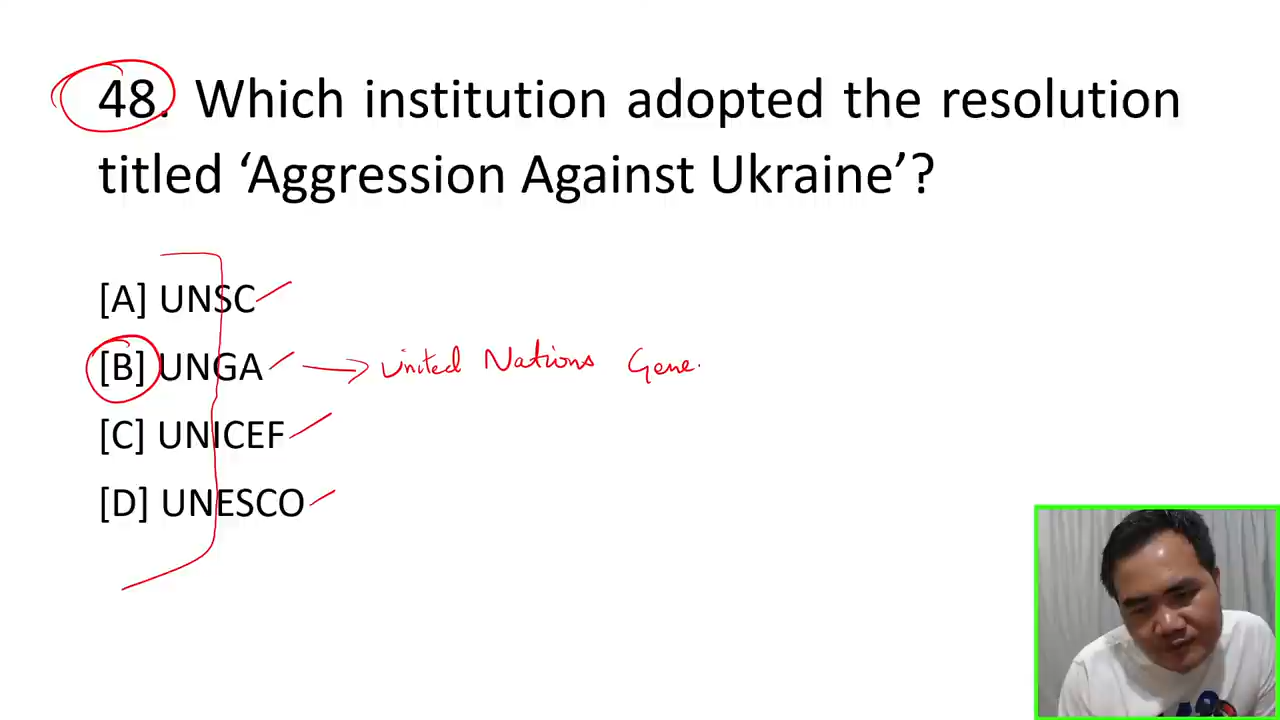 48. Which institution adopted the resolution
titled ‘Aggression Against Ukraine’?
[A] UNSC
[B] UNGA → United Nations Gene
[C] UNICEF
[D] UNESCO